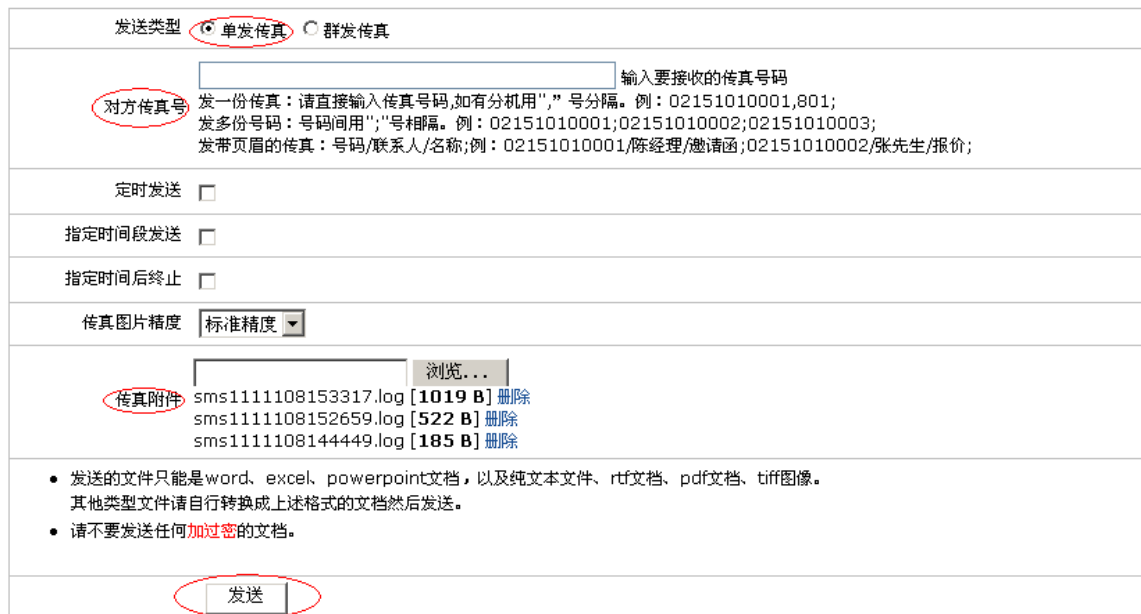 发送类型 单发传真 群发传真
输入要接收的传真号码
对方传真号 发一份传真：请直接输入传真号码,如有分机用",”号分隔。例：02151010001,801;
发多份号码：号码间用";"号相隔。例：02151010001;02151010002;02151010003;
发带页眉的传真：号码/联系人/名称;例：02151010001/陈经理/邀请函;02151010002/张先生/报价;
定时发送
指定时间段发送
指定时间后终止
传真图片精度 标准精度
浏览...
传真附件 sms1111108153317.log [1019 B] 删除
sms1111108152659.log [522 B] 删除
sms1111108144449.log [185 B] 删除
● 发送的文件只能是word、excel、powerpoint文档，以及纯文本文件、rtf文档、pdf文档、tiff图像。
其他类型文件请自行转换成上述格式的文档然后发送。
● 请不要发送任何加过密的文档。
发送